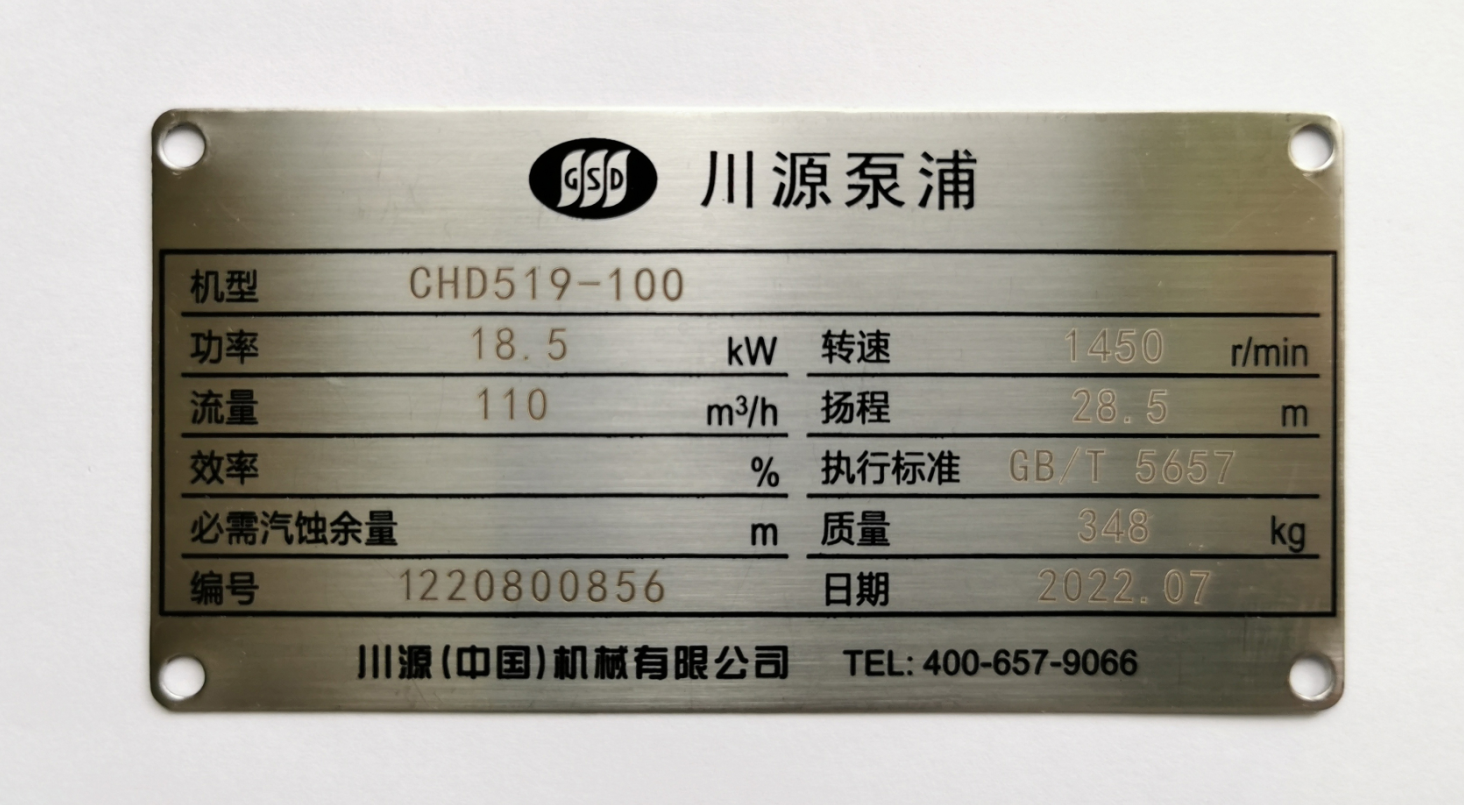 GSD 川源泵浦
机型 CHD519-100
功率 18.5 kW 转速 1450 r/min
流量 110 m³/h 扬程 28.5 m
效率 % 执行标准 GB/T 5657
必需汽蚀余量 m 质量 348 kg
编号 1220800856 日期 2022.07
川源(中国)机械有限公司 TEL: 400-657-9066